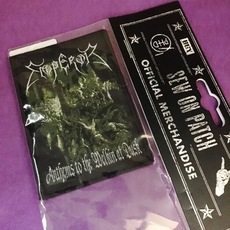 EMPEROR
Anthems to the Welkin at Dusk
SEW ON PATCH
OFFICIAL MERCHANDISE